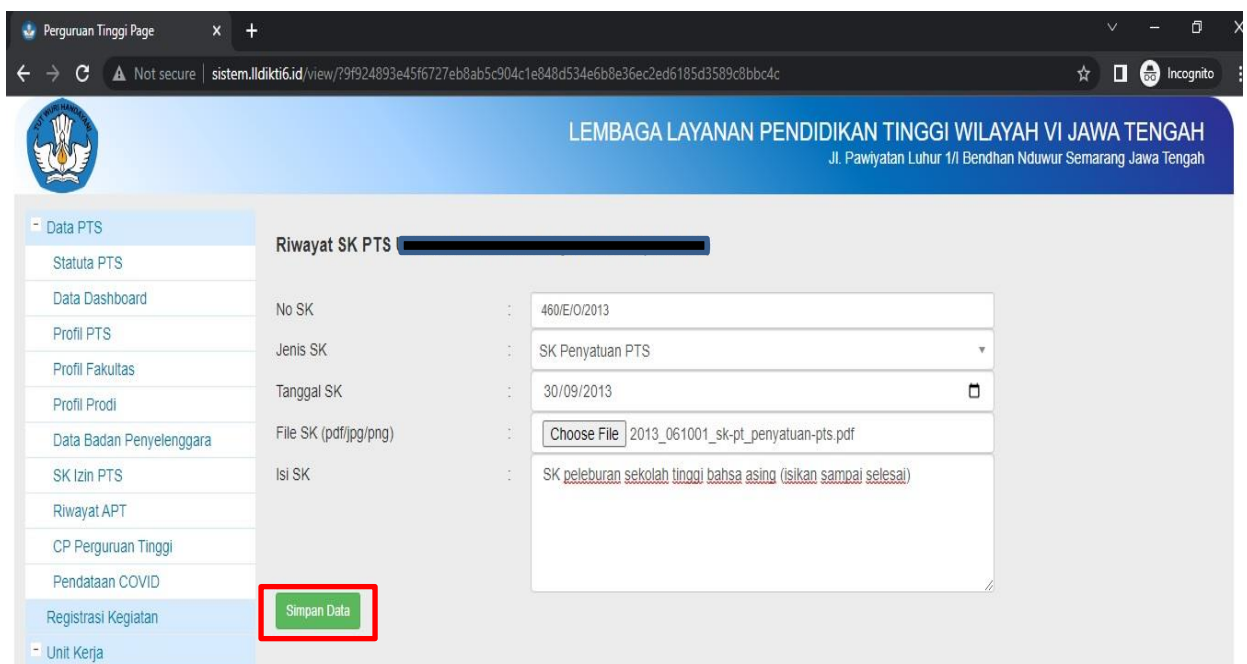 Perguruan Tinggi Page
Not secure | sistem.lldikti6.id/view/?9f924893e45f6727eb8ab5c904c1e848d534e6b8e36ec2ed6185d3589c8bbc4c
Incognito
TUT WURI HANDAYANI
LEMBAGA LAYANAN PENDIDIKAN TINGGI WILAYAH VI JAWA TENGAH
Jl. Pawiyatan Luhur 1/I Bendhan Nduwur Semarang Jawa Tengah
Data PTS
Statuta PTS
Data Dashboard
Profil PTS
Profil Fakultas
Profil Prodi
Data Badan Penyelenggara
SK Izin PTS
Riwayat APT
CP Perguruan Tinggi
Pendataan COVID
Registrasi Kegiatan
Unit Kerja
Riwayat SK PTS
No SK : 460/E/O/2013
Jenis SK : SK Penyatuan PTS
Tanggal SK : 30/09/2013
File SK (pdf/jpg/png) : Choose File 2013_061001_sk-pt_penyatuan-pts.pdf
Isi SK : SK peleburan sekolah tinggi bahsa asing (isikan sampai selesai)
Simpan Data